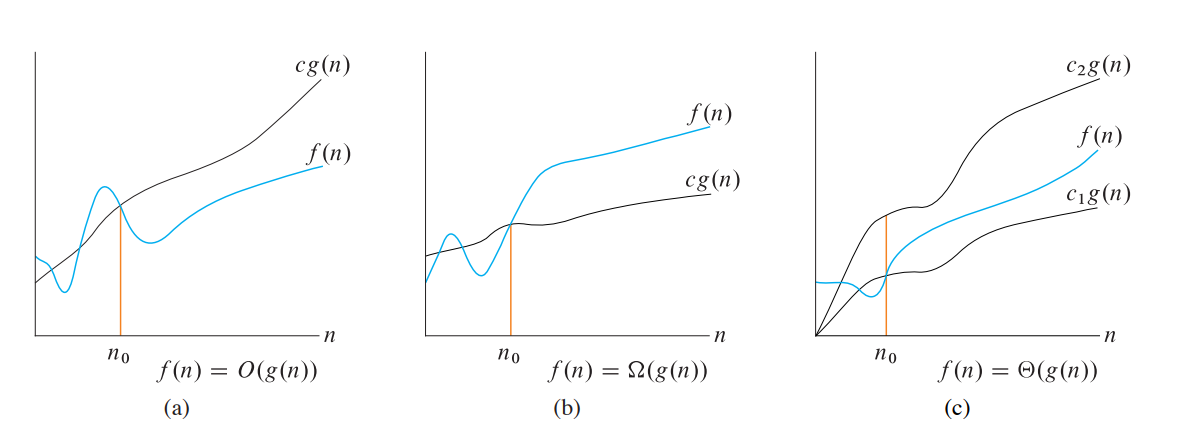 cg(n)
f(n)
n
n₀
f(n) = O(g(n))
(a)
f(n)
cg(n)
n
n₀
f(n) = Ω(g(n))
(b)
c₂g(n)
f(n)
c₁g(n)
n
n₀
f(n) = Θ(g(n))
(c)